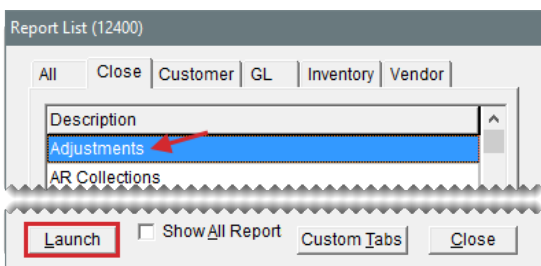 Report List (12400)
All Close Customer GL Inventory Vendor
Description
Adjustments
AR Collections
Launch Show All Report Custom Tabs Close